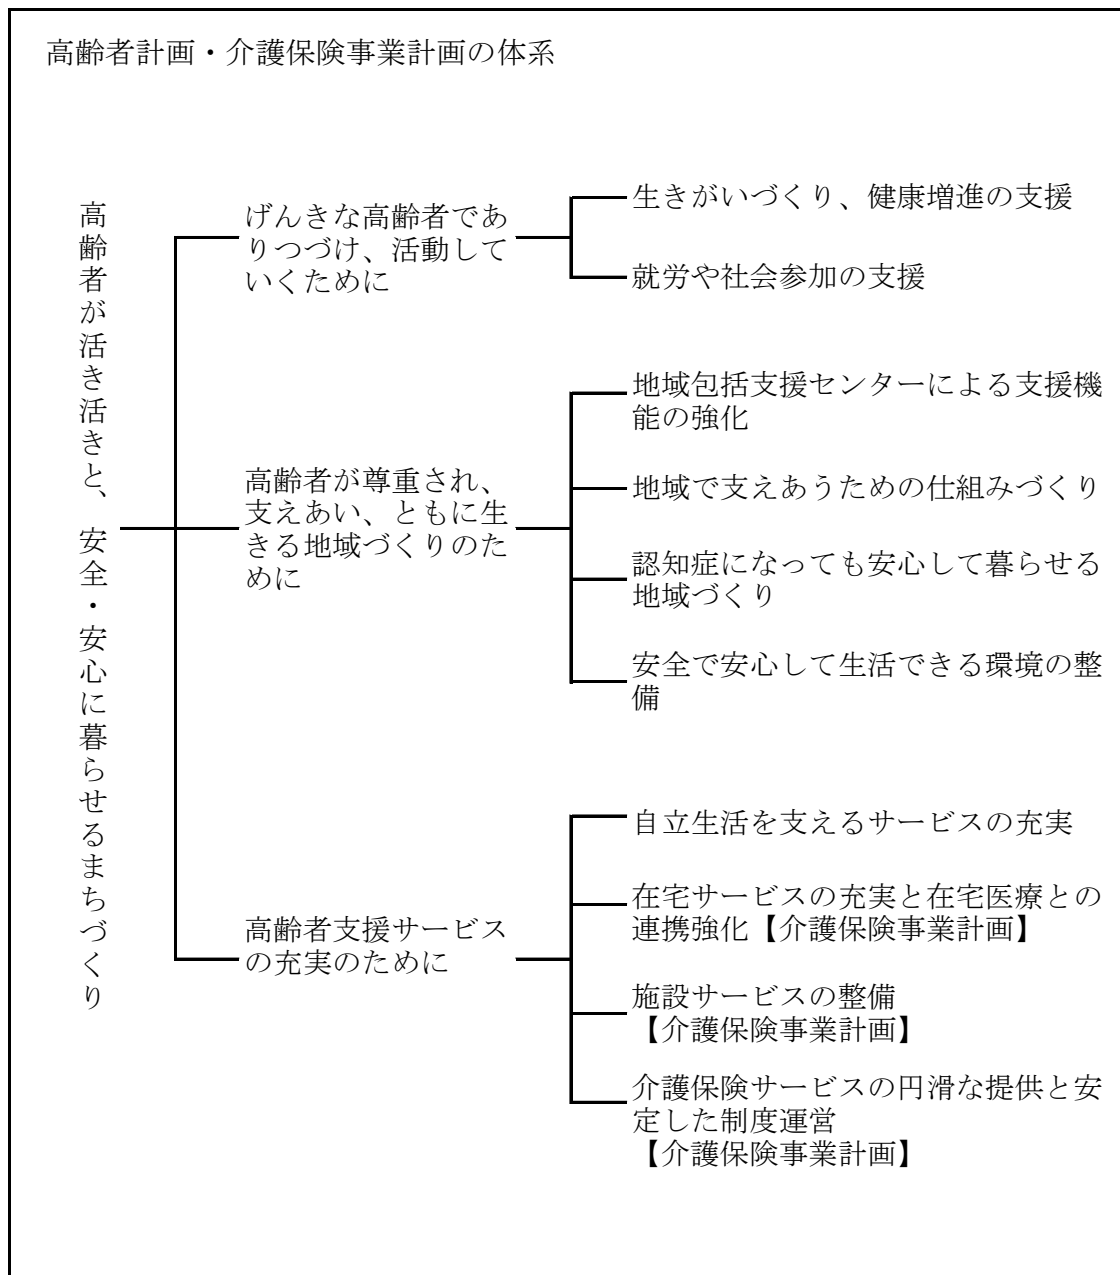 高齢者計画・介護保険事業計画の体系
高齢者が活き活きと、安全・安心に暮らせるまちづくり
げんきな高齢者であ
りつづけ、活動して
いくために
生きがいづくり、健康増進の支援
就労や社会参加の支援
高齢者が尊重され、
支えあい、ともに生
きる地域づくりのた
めに
地域包括支援センターによる支援機
能の強化
地域で支えあうための仕組みづくり
認知症になっても安心して暮らせる
地域づくり
安全で安心して生活できる環境の整
備
高齢者支援サービス
の充実のために
自立生活を支えるサービスの充実
在宅サービスの充実と在宅医療との
連携強化【介護保険事業計画】
施設サービスの整備
【介護保険事業計画】
介護保険サービスの円滑な提供と安
定した制度運営
【介護保険事業計画】